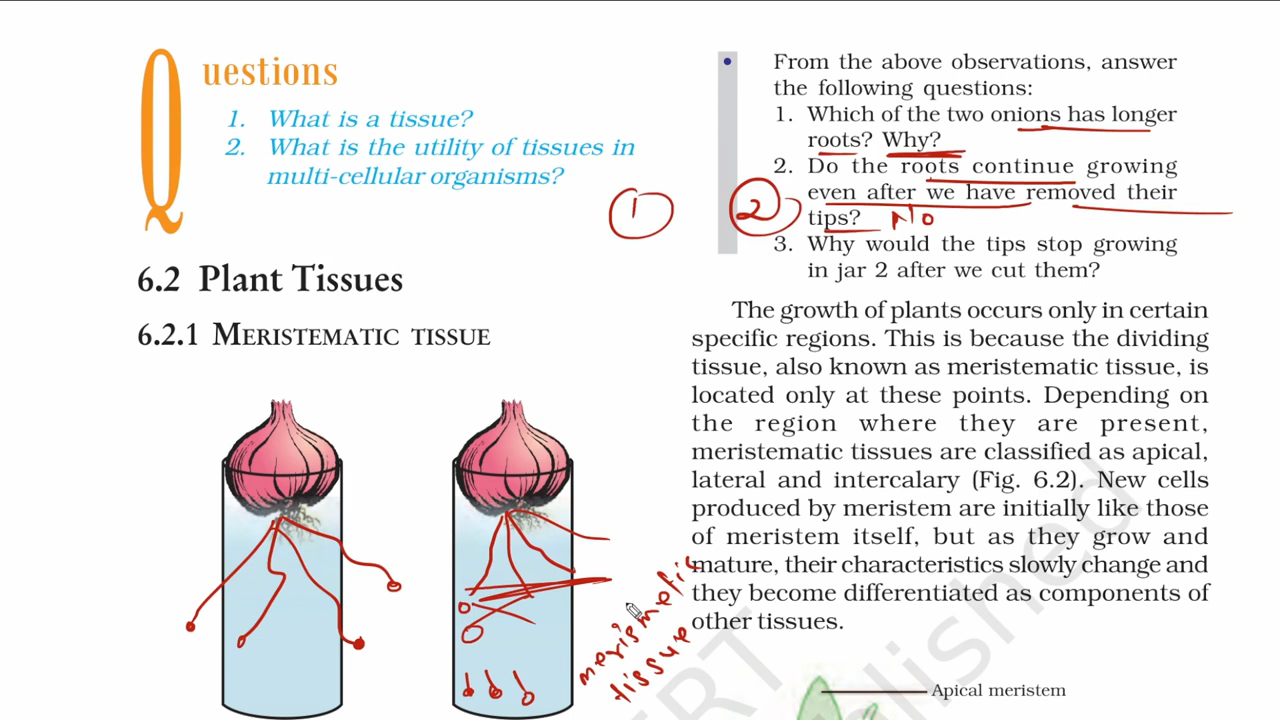 Questions
1. What is a tissue?
2. What is the utility of tissues in
multi-cellular organisms?
6.2 Plant Tissues
6.2.1 MERISTEMATIC TISSUE
From the above observations, answer
the following questions:
1. Which of the two onions has longer
roots? Why?
2. Do the roots continue growing
even after we have removed their
tips? No
3. Why would the tips stop growing
in jar 2 after we cut them?
1
2
The growth of plants occurs only in certain
specific regions. This is because the dividing
tissue, also known as meristematic tissue, is
located only at these points. Depending on
the region where they are present,
meristematic tissues are classified as apical,
lateral and intercalary (Fig. 6.2). New cells
produced by meristem are initially like those
of meristem itself, but as they grow and
mature, their characteristics slowly change and
they become differentiated as components of
other tissues.
tissue
Apical meristem